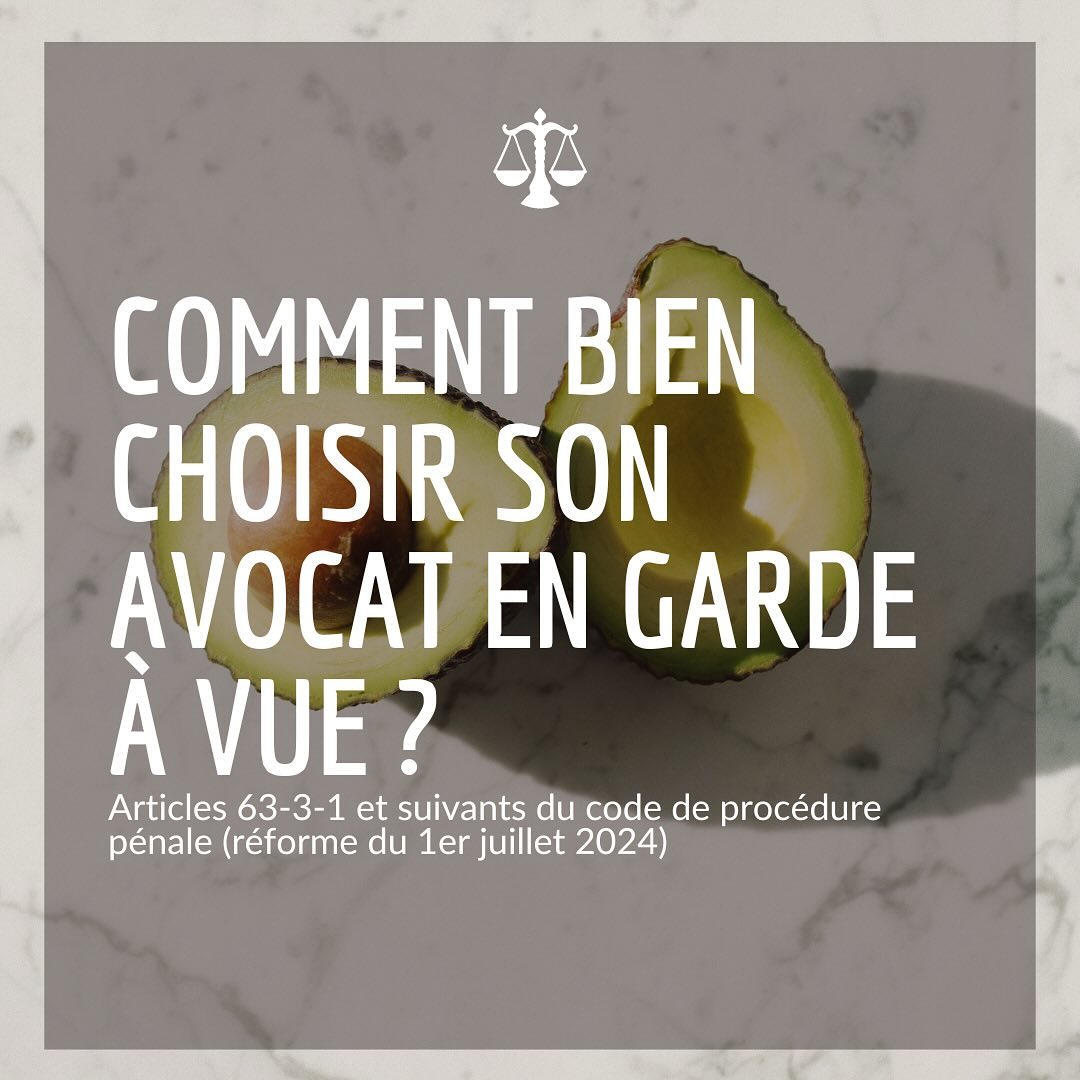 COMMENT BIEN
CHOISIR SON
AVOCAT EN GARDE
À VUE ?
Articles 63-3-1 et suivants du code de procédure
pénale (réforme du 1er juillet 2024)